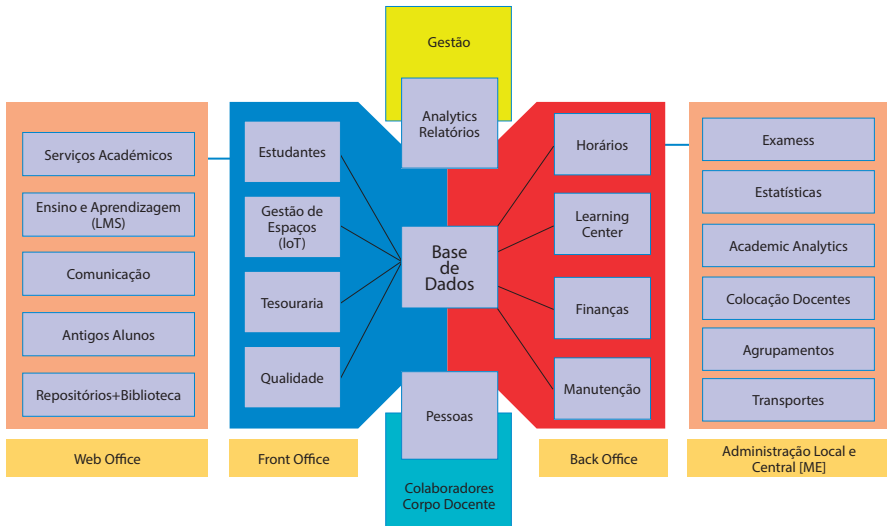 Gestão
Analytics
Relatórios
Serviços Académicos
Ensino e Aprendizagem
(LMS)
Comunicação
Antigos Alunos
Repositórios+Biblioteca
Web Office
Estudantes
Gestão de
Espaços
(IoT)
Tesouraria
Qualidade
Front Office
Base
de
Dados
Pessoas
Colaboradores
Corpo Docente
Horários
Learning
Center
Finanças
Manutenção
Back Office
Examess
Estatísticas
Academic Analytics
Colocação Docentes
Agrupamentos
Transportes
Administração Local e
Central [ME]